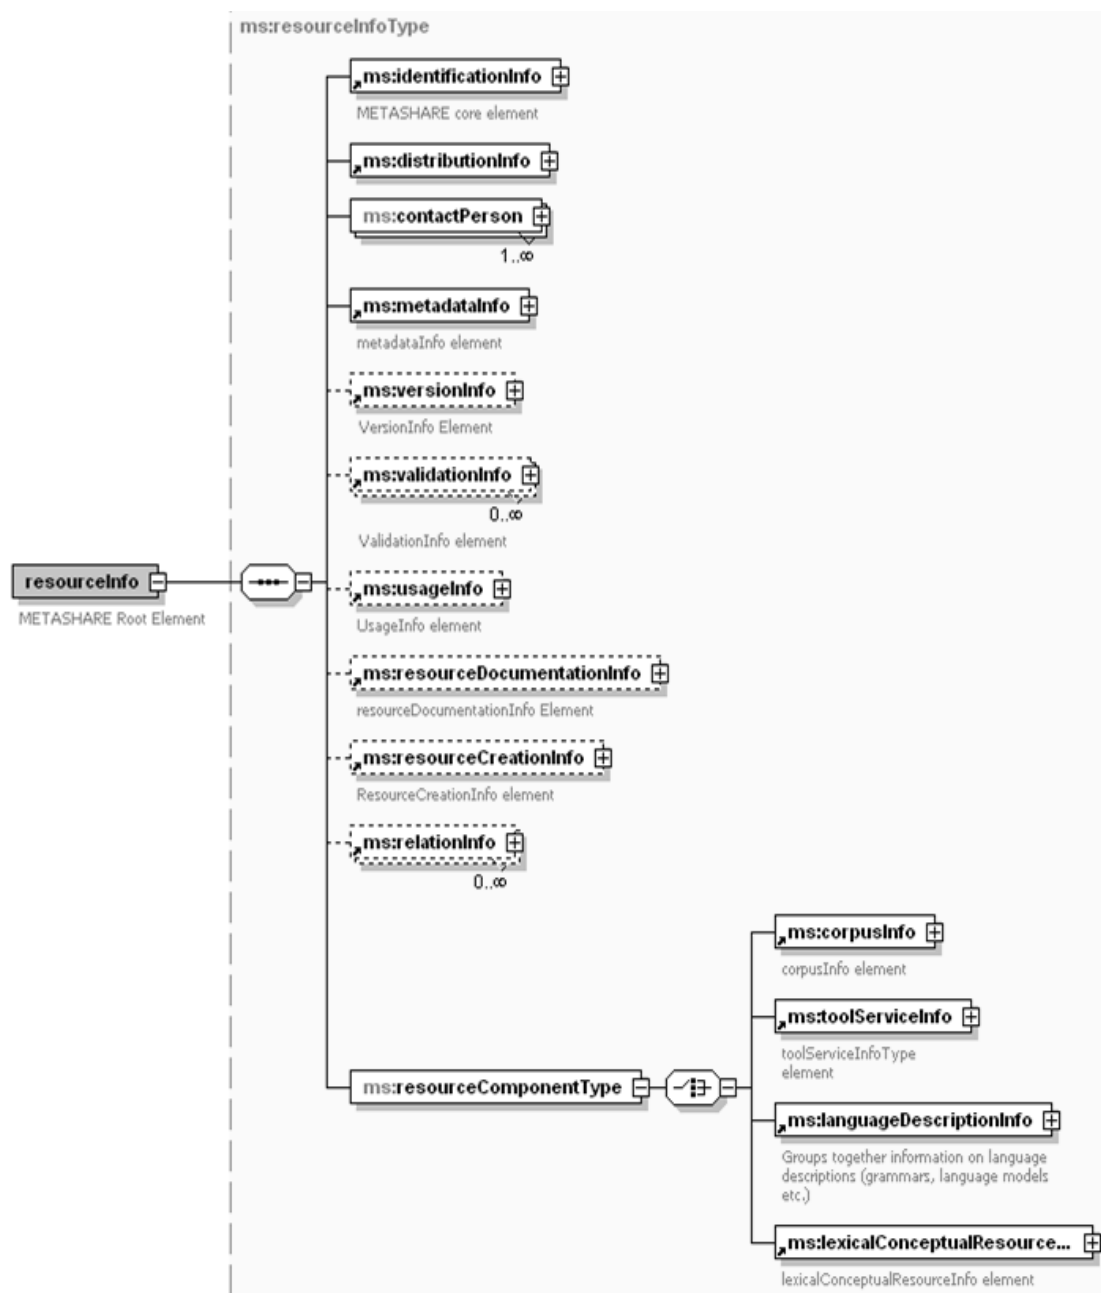 ms:resourceInfoType
ms:identificationInfo
METASHARE core element
ms:distributionInfo
ms:contactPerson
1..∞
ms:metadataInfo
metadataInfo element
ms:versionInfo
VersionInfo Element
ms:validationInfo
0..∞
ValidationInfo element
resourceInfo
METASHARE Root Element
ms:usageInfo
UsageInfo element
ms:resourceDocumentationInfo
resourceDocumentationInfo Element
ms:resourceCreationInfo
ResourceCreationInfo element
ms:relationInfo
0..∞
ms:resourceComponentType
ms:corpusInfo
corpusInfo element
ms:toolServiceInfo
toolServiceInfoType
element
ms:languageDescriptionInfo
Groups together information on language
descriptions (grammars, language models
etc.)
ms:lexicalConceptualResource...
lexicalConceptualResourceInfo element